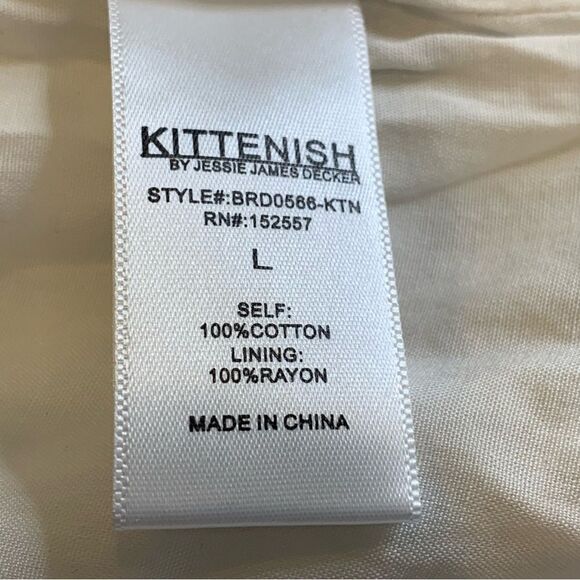 KITTENISH
BY JESSIE JAMES DECKER
STYLE#:BRD0566-KTN
RN#:152557
L
SELF:
100%COTTON
LINING:
100%RAYON
MADE IN CHINA